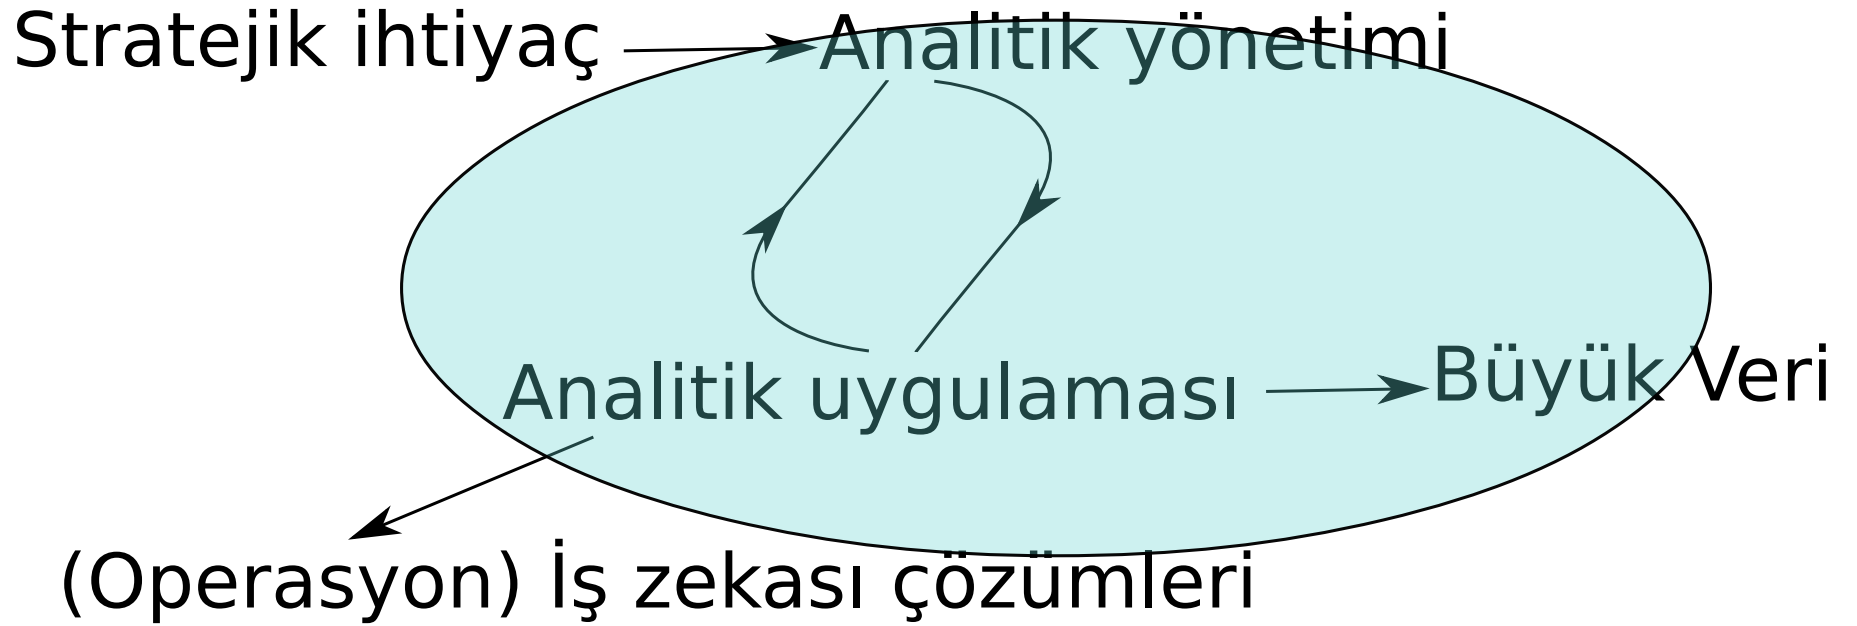 Stratejik ihtiyaç
Analitik yönetimi
Analitik uygulaması
Büyük Veri
(Operasyon) İş zekası çözümleri